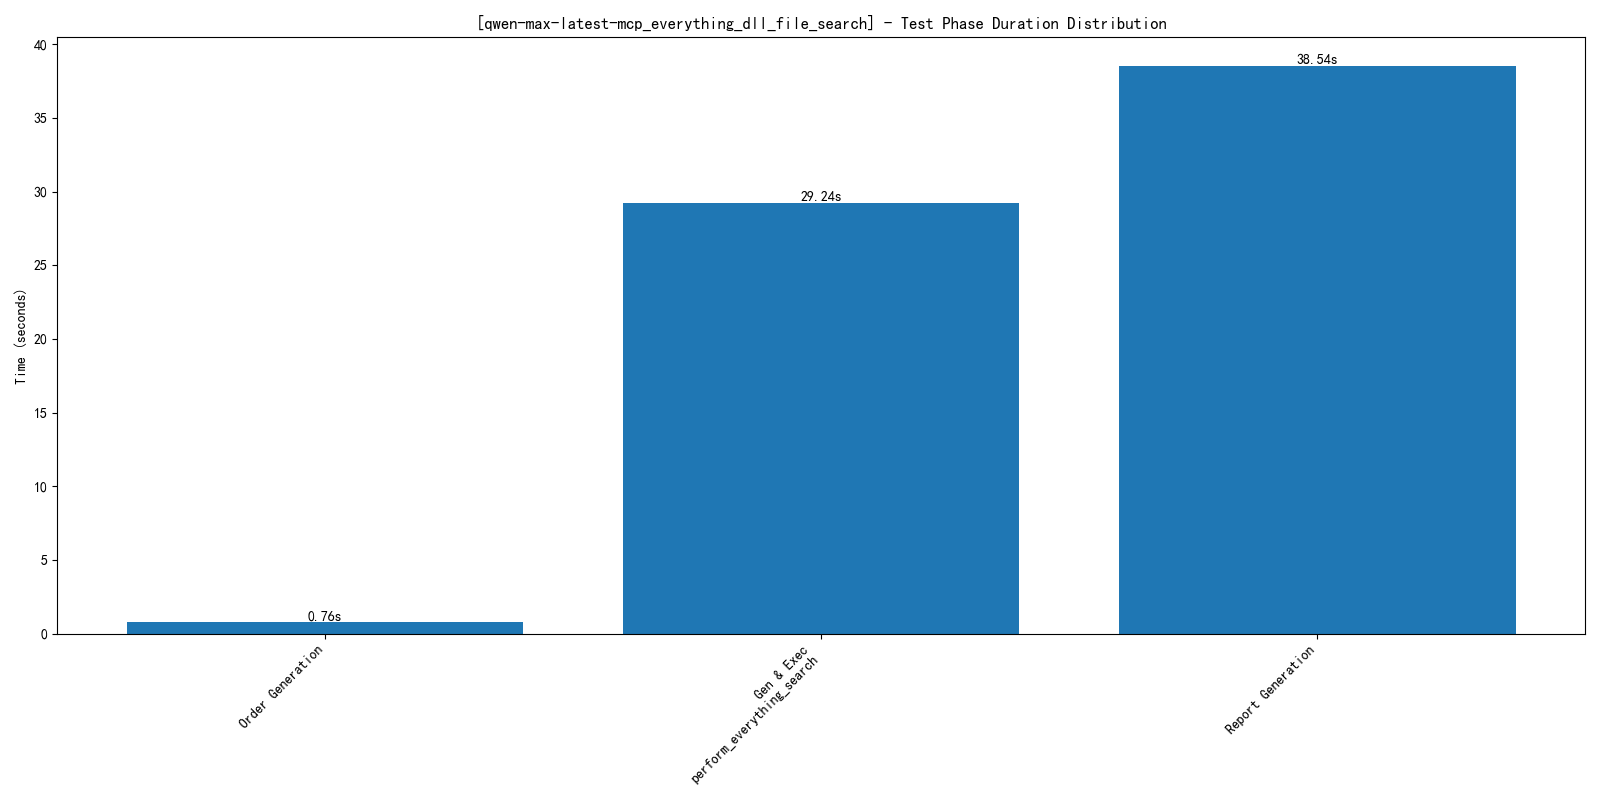 [qwen-max-latest-mcp_everything_dll_file_search] - Test Phase Duration Distribution
40
35
30
25
20
15
10
5
0
Time (seconds)
0.76s
29.24s
38.54s
Order Generation
Gen & Exec
perform_everything_search
Report Generation